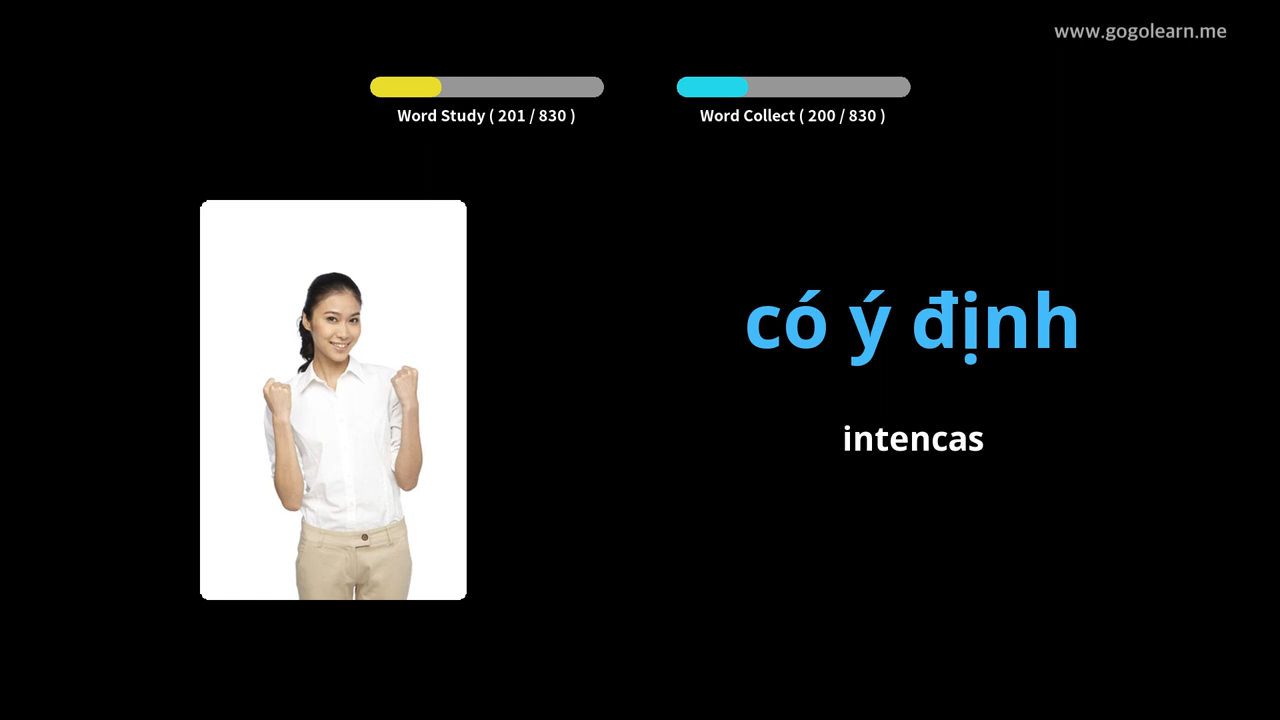 www.gogolearn.me
Word Study ( 201 / 830 )
Word Collect ( 200 / 830 )
có ý định
intencas